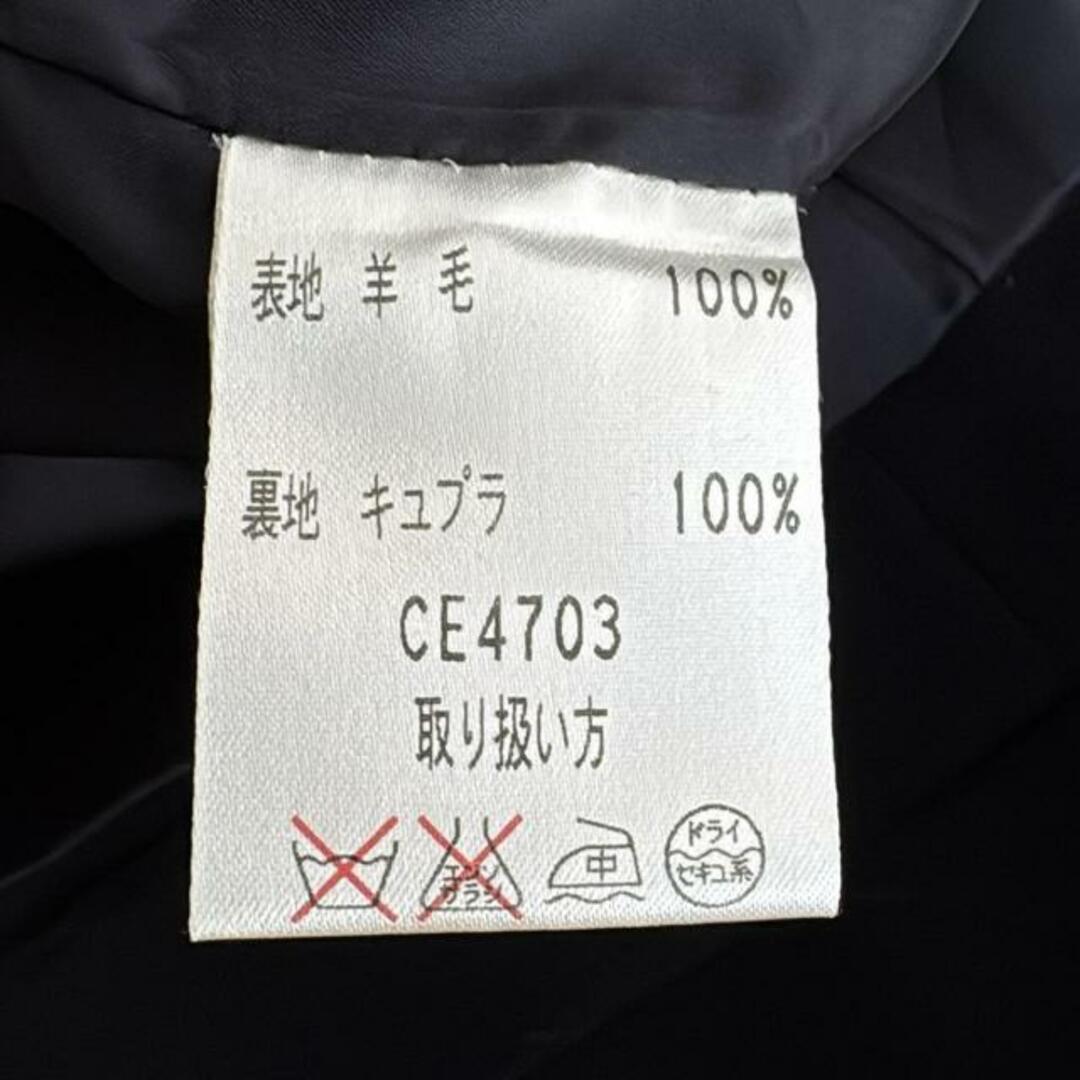 表地 羊毛 100%
裏地 キュプラ 100%
CE4703
取り扱い方
エンソ
サラシ
中
ドライ
セキユ系